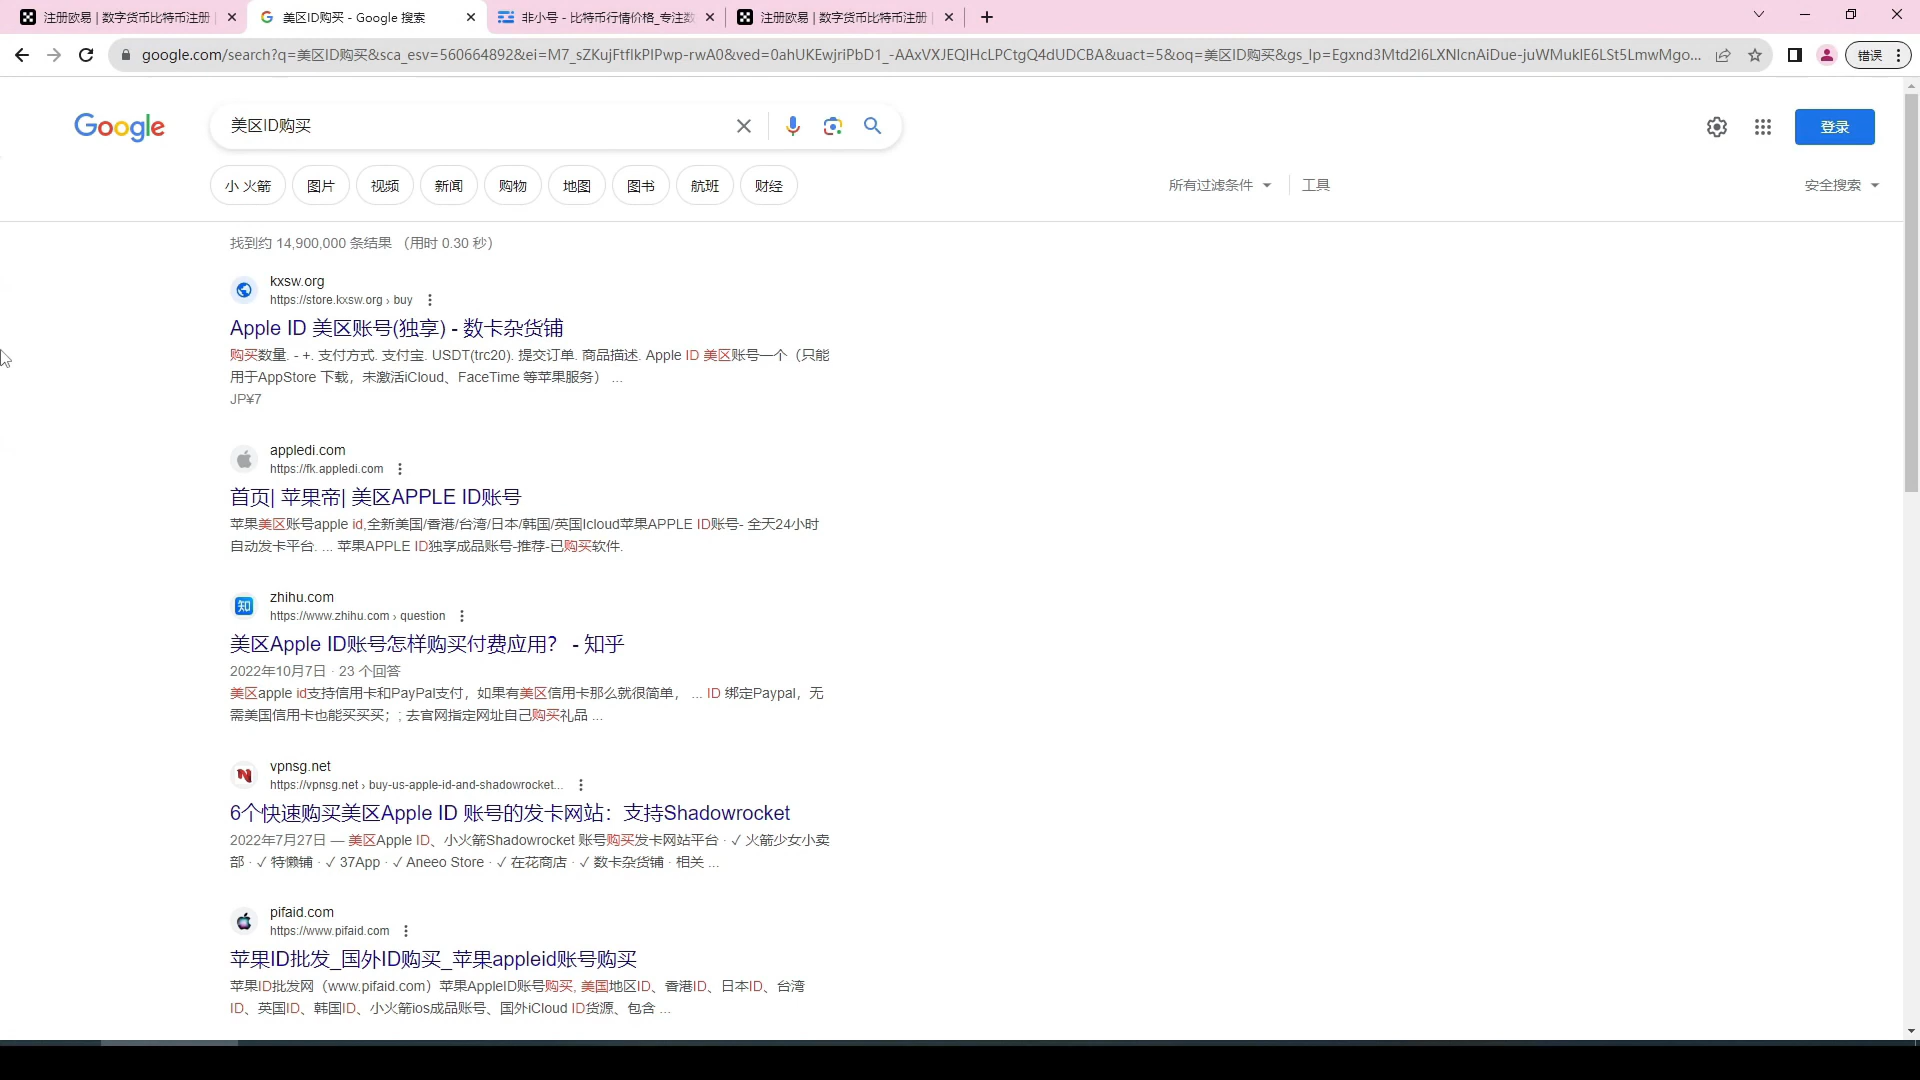 注册欧易 | 数字货币比特币注册
美区ID购买 - Google 搜索
非小号 - 比特币行情价格_专注数
注册欧易 | 数字货币比特币注册
google.com/search?q=美区ID购买&sca_esv=560664892&ei=M7_sZKujFtflkPIPwp-rwA0&ved=0ahUKEwjriPbD1_-AAxVXJEQIHcLPCtgQ4dUDCBA&uact=5&oq=美区ID购买&gs_lp=Egxnd3Mtd2l6LXNlcnAiDue-juWMuklE6LSt5LmwMgo...
错误
Google
美区ID购买
登录
小 火箭
图片
视频
新闻
购物
地图
图书
航班
财经
所有过滤条件
工具
安全搜索
找到约 14,900,000 条结果 （用时 0.30 秒）
kxsw.org
https://store.kxsw.org › buy
Apple ID 美区账号(独享) - 数卡杂货铺
购买数量. - +. 支付方式. 支付宝. USDT(trc20). 提交订单. 商品描述. Apple ID 美区账号一个（只能
用于AppStore 下载，未激活iCloud、FaceTime 等苹果服务） ...
JP¥7
appledi.com
https://fk.appledi.com
首页| 苹果帝| 美区APPLE ID账号
苹果美区账号apple id,全新美国/香港/台湾/日本/韩国/英国Icloud苹果APPLE ID账号- 全天24小时
自动发卡平台. ... 苹果APPLE ID独享成品账号-推荐-已购买软件.
知
zhihu.com
https://www.zhihu.com › question
美区Apple ID账号怎样购买付费应用？ - 知乎
2022年10月7日 · 23 个回答
美区apple id支持信用卡和PayPal支付，如果有美区信用卡那么就很简单， ... ID 绑定Paypal，无
需美国信用卡也能买买买；; 去官网指定网址自己购买礼品 ...
vpnsg.net
https://vpnsg.net › buy-us-apple-id-and-shadowrocket...
6个快速购买美区Apple ID 账号的发卡网站：支持Shadowrocket
2022年7月27日 — 美区Apple ID、小火箭Shadowrocket 账号购买发卡网站平台 · ✓ 火箭少女小卖
部 · ✓ 特懒铺 · ✓ 37App · ✓ Aneeo Store · ✓ 在花商店 · ✓ 数卡杂货铺 · 相关 ...
pifaid.com
https://www.pifaid.com
苹果ID批发_国外ID购买_苹果appleid账号购买
苹果ID批发网（www.pifaid.com）苹果AppleID账号购买, 美国地区ID、香港ID、日本ID、台湾
ID、英国ID、韩国ID、小火箭ios成品账号、国外iCloud ID货源、包含 ...